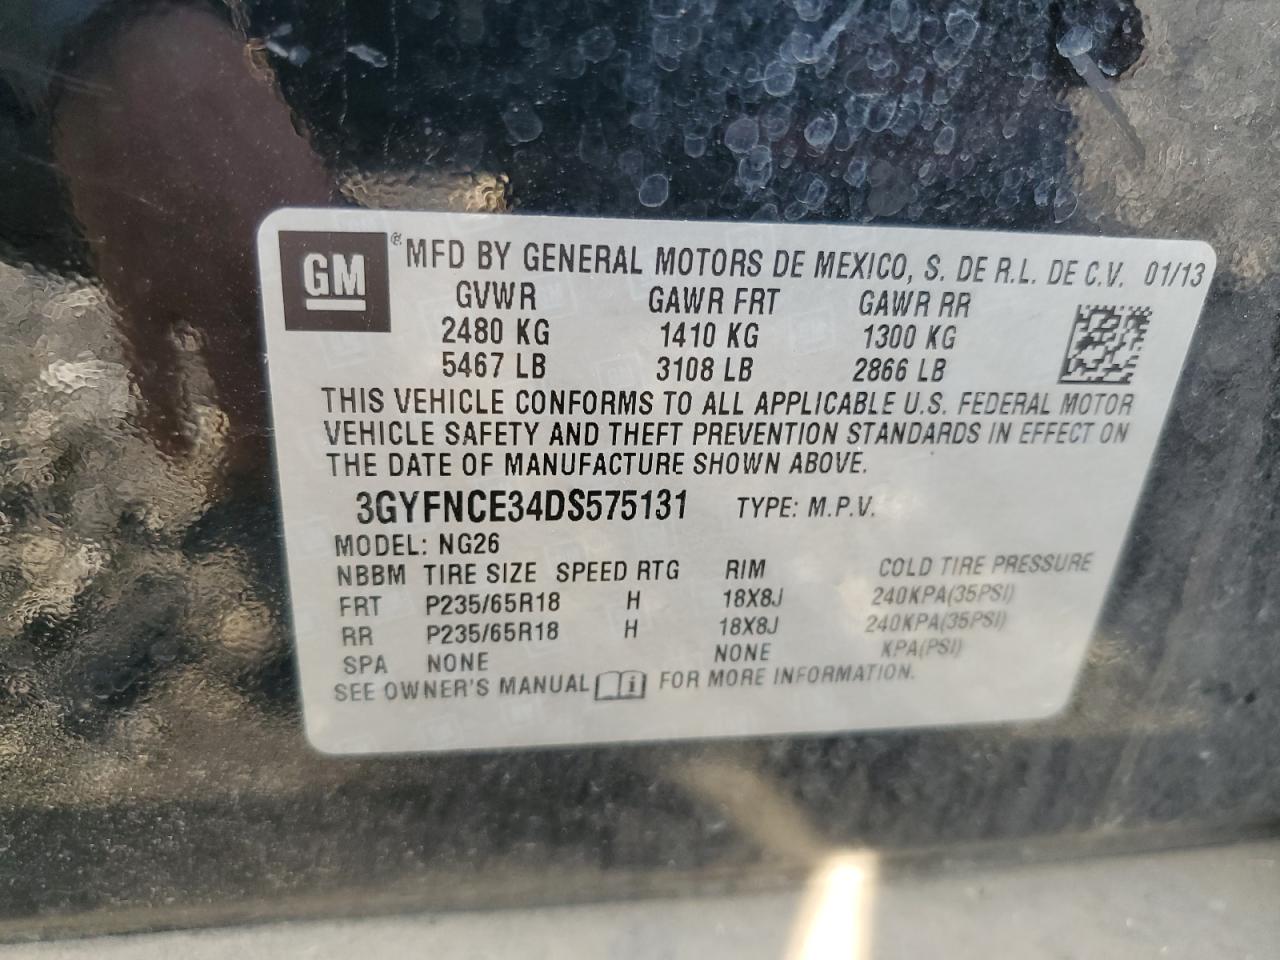 GM ® MFD BY GENERAL MOTORS DE MEXICO, S. DE R.L. DE C.V. 01/13
GVWR GAWR FRT GAWR RR
2480 KG 1410 KG 1300 KG
5467 LB 3108 LB 2866 LB
THIS VEHICLE CONFORMS TO ALL APPLICABLE U.S. FEDERAL MOTOR
VEHICLE SAFETY AND THEFT PREVENTION STANDARDS IN EFFECT ON
THE DATE OF MANUFACTURE SHOWN ABOVE.
3GYFNCE34DS575131 TYPE: M.P.V.
MODEL: NG26
NBBM TIRE SIZE SPEED RTG RIM COLD TIRE PRESSURE
FRT P235/65R18 H 18X8J 240KPA(35PSI)
RR P235/65R18 H 18X8J 240KPA(35PSI)
SPA NONE NONE KPA(PSI)
SEE OWNER'S MANUAL i FOR MORE INFORMATION.